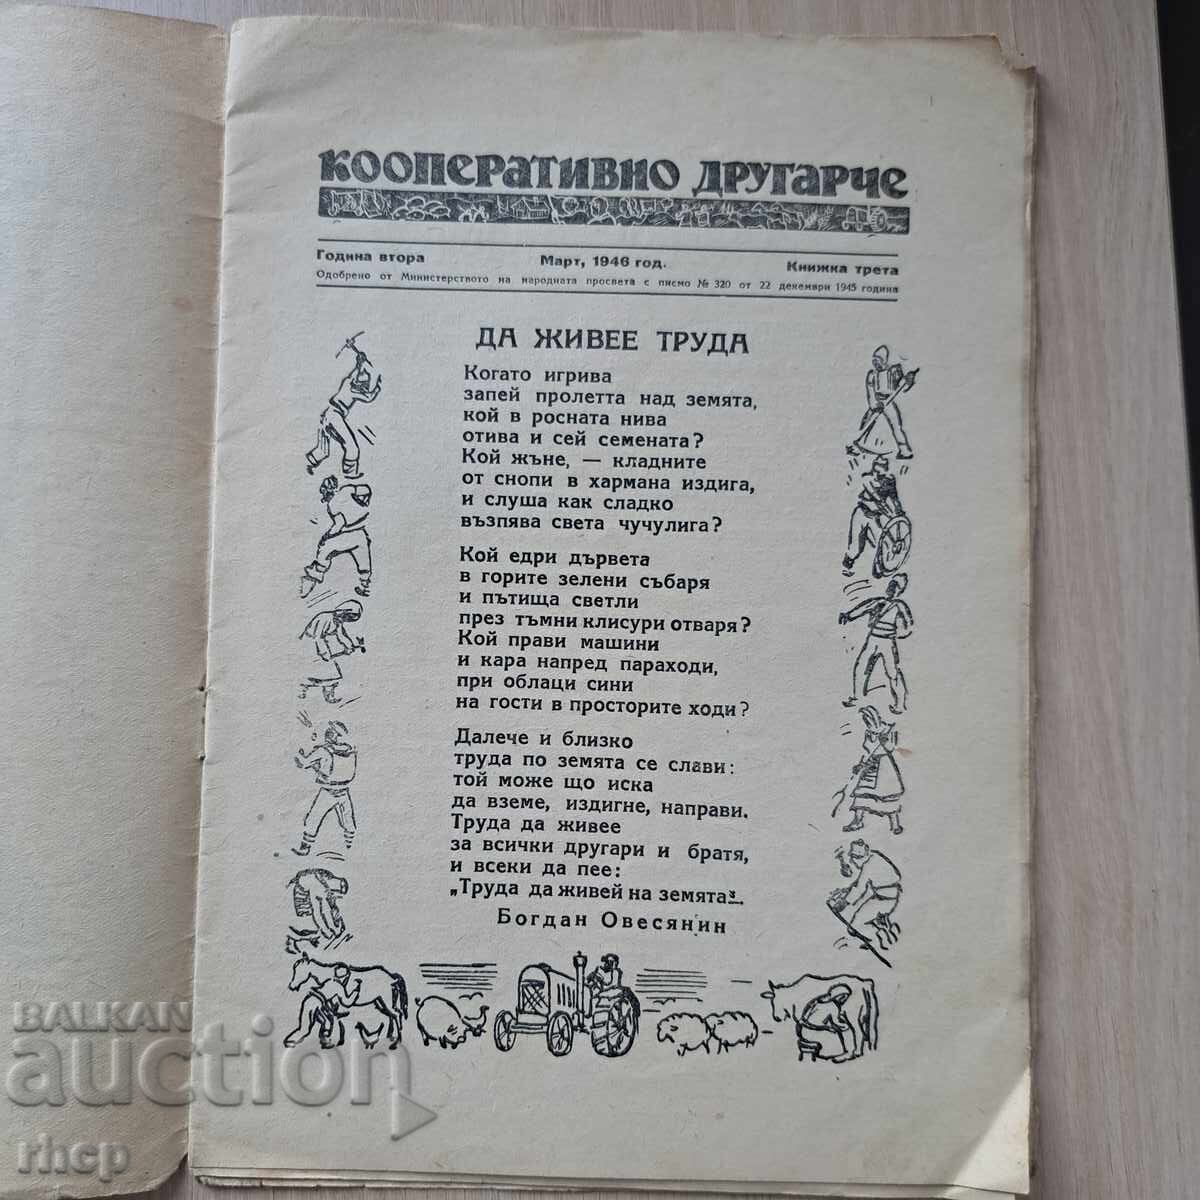 КООПЕРАТИВНО ДРУГАРЧЕ
Година втора Март, 1946 год. Книжка трета
Одобрено от Министерството на народната просвета с писмо № 320 от 22 декември 1945 година
ДА ЖИВЕЕ ТРУДА
Когато игрива
запей пролетта над земята,
кой в росната нива
отива и сей семената?
Кой жъне, — кладните
от снопи в хармана издига,
и слуша как сладко
възпява света чучулига?
Кой едри дървета
в горите зелени събаря
и пътища светли
през тъмни клисури отваря?
Кой прави машини
и кара напред параходи,
при облаци сини
на гости в просторите ходи?
Далече и близко
труда по земята се слави:
той може що иска
да вземе, издигне, направи.
Труда да живее
за всички другари и братя,
и всеки да пее:
„Труда да живей на земята“.
Богдан Овесянин
BALKAN
auction
rhcp